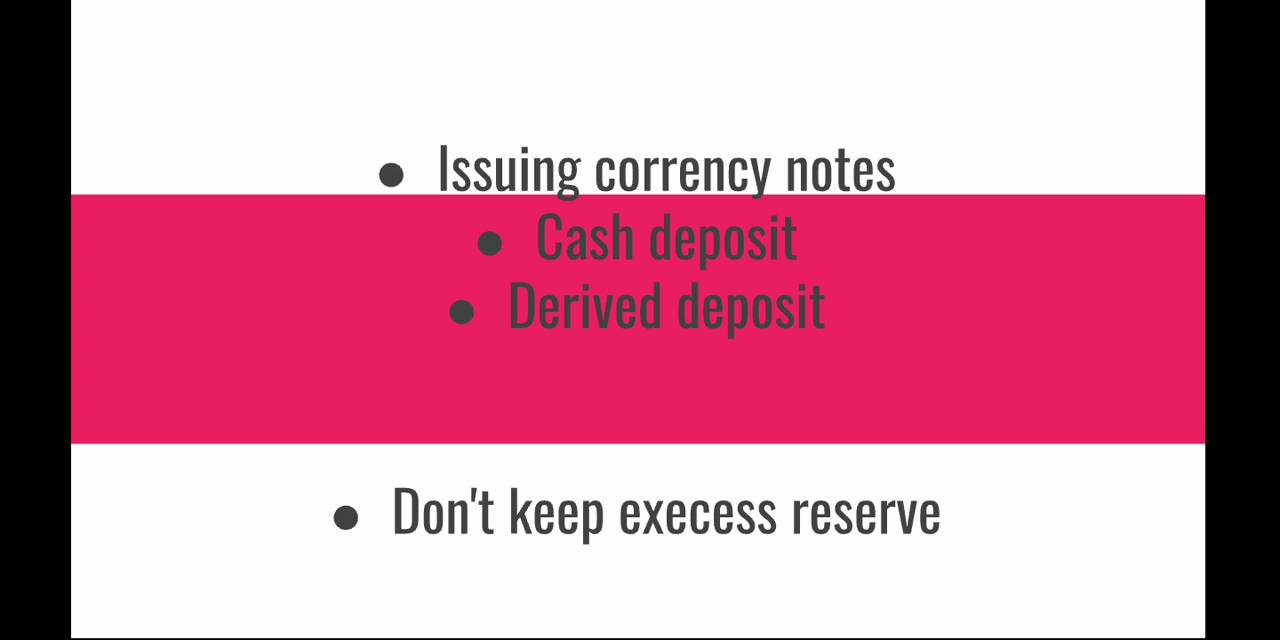 ● Issuing corrency notes
● Cash deposit
● Derived deposit
● Don't keep execess reserve